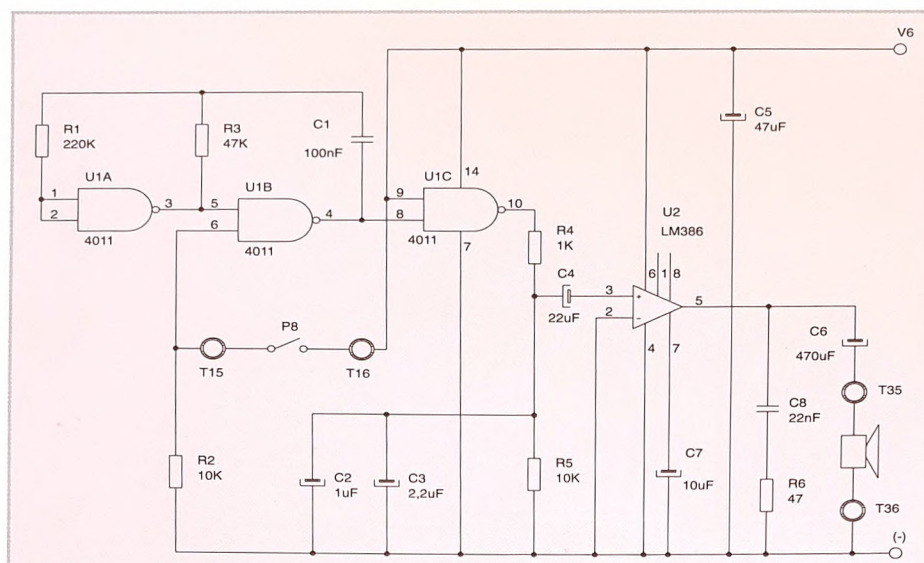 V6
R1
220K
R3
47K
C1
100nF
C5
47uF
U1A
1
2
3
4011
U1B
5
6
4
4011
U1C
14
9
8
10
4011
7
R4
1K
U2
LM386
C4
22uF
6 1 8
3
2
5
4
7
P8
T15
T16
C6
470uF
T35
C8
22nF
R2
10K
C2
1uF
C3
2,2uF
R5
10K
C7
10uF
R6
47
T36
(-)